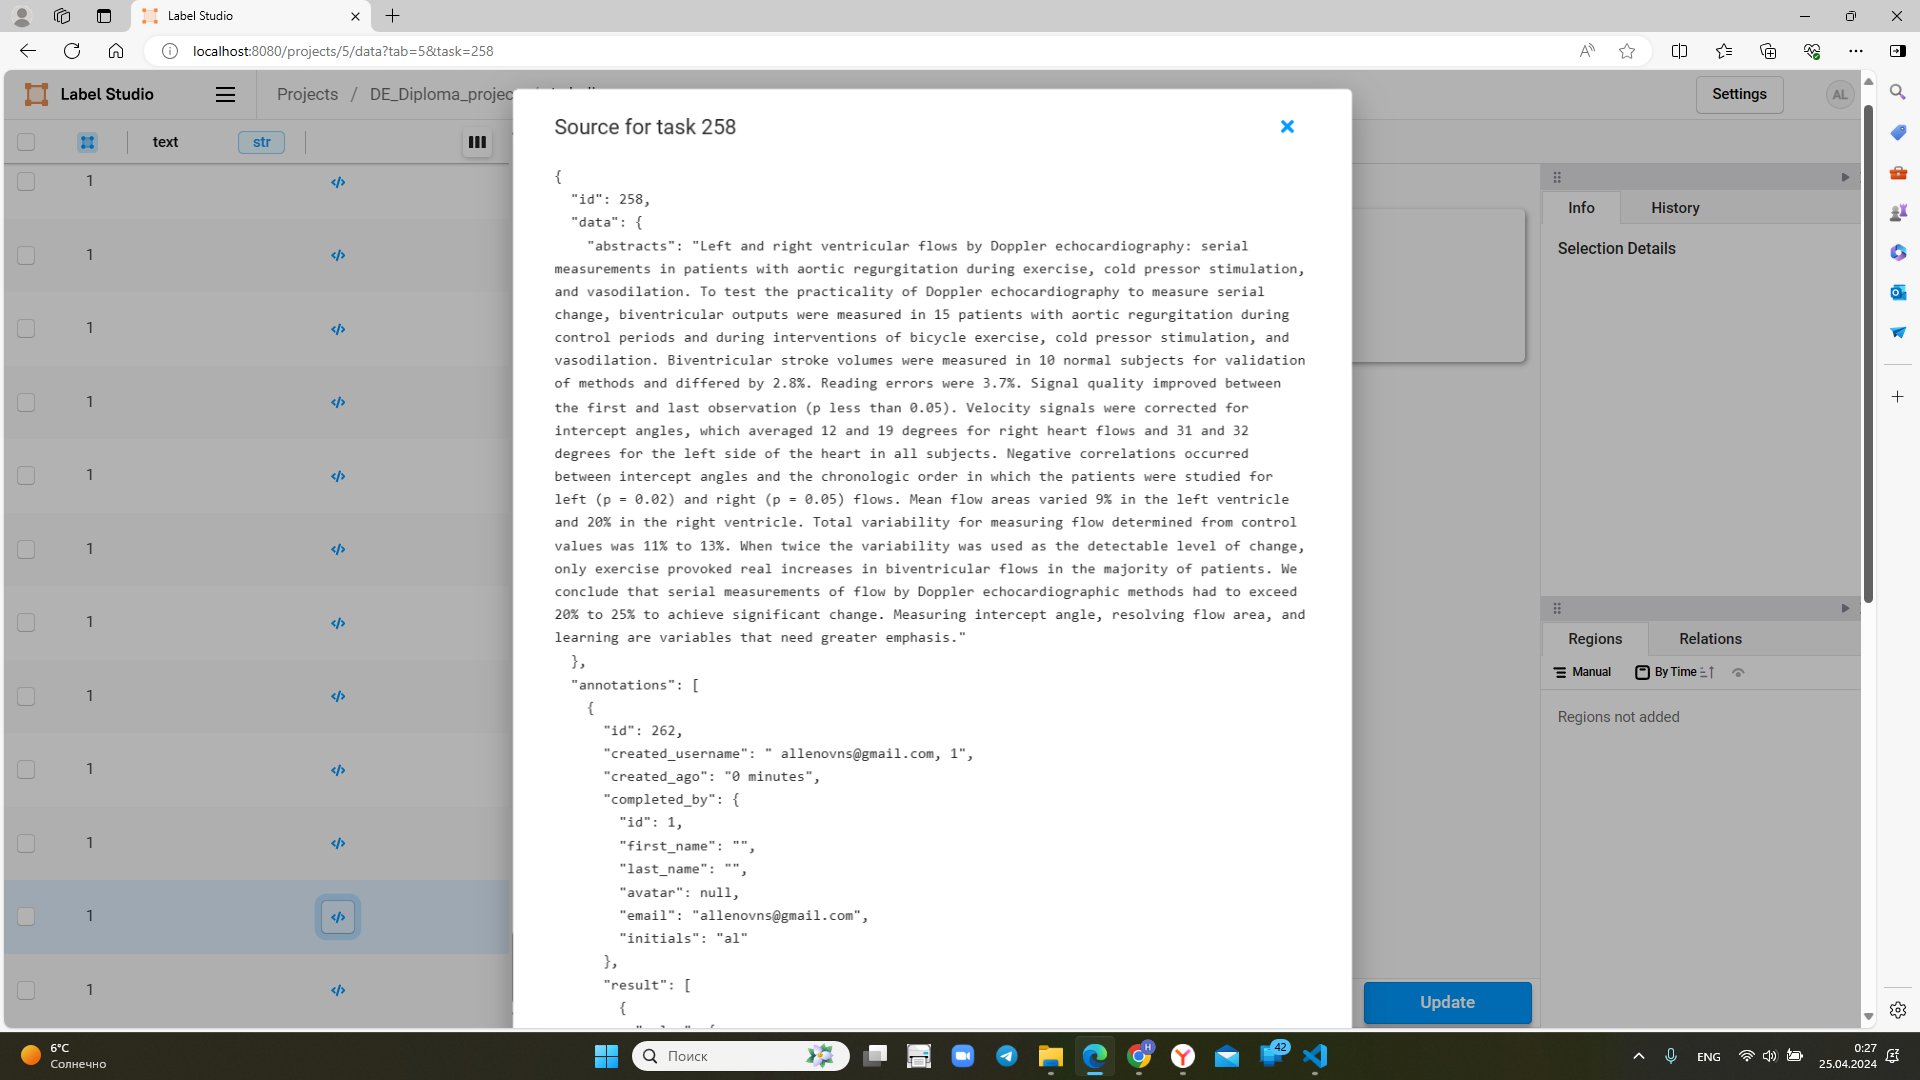 Label Studio
localhost:8080/projects/5/data?tab=5&task=258
Label Studio
Projects / DE_Diploma_projec
Settings
AL
text
str
Source for task 258
{
"id": 258,
"data": {
"abstracts": "Left and right ventricular flows by Doppler echocardiography: serial
measurements in patients with aortic regurgitation during exercise, cold pressor stimulation,
and vasodilation. To test the practicality of Doppler echocardiography to measure serial
change, biventricular outputs were measured in 15 patients with aortic regurgitation during
control periods and during interventions of bicycle exercise, cold pressor stimulation, and
vasodilation. Biventricular stroke volumes were measured in 10 normal subjects for validation
of methods and differed by 2.8%. Reading errors were 3.7%. Signal quality improved between
the first and last observation (p less than 0.05). Velocity signals were corrected for
intercept angles, which averaged 12 and 19 degrees for right heart flows and 31 and 32
degrees for the left side of the heart in all subjects. Negative correlations occurred
between intercept angles and the chronologic order in which the patients were studied for
left (p = 0.02) and right (p = 0.05) flows. Mean flow areas varied 9% in the left ventricle
and 20% in the right ventricle. Total variability for measuring flow determined from control
values was 11% to 13%. When twice the variability was used as the detectable level of change,
only exercise provoked real increases in biventricular flows in the majority of patients. We
conclude that serial measurements of flow by Doppler echocardiographic methods had to exceed
20% to 25% to achieve significant change. Measuring intercept angle, resolving flow area, and
learning are variables that need greater emphasis."
},
"annotations": [
{
"id": 262,
"created_username": " allenovns@gmail.com, 1",
"created_ago": "0 minutes",
"completed_by": {
"id": 1,
"first_name": "",
"last_name": "",
"avatar": null,
"email": "allenovns@gmail.com",
"initials": "al"
},
"result": [
{
1
1
1
1
1
1
1
1
1
1
1
1
Info
History
Selection Details
Regions
Relations
Manual
By Time
Regions not added
Update
6°C
Солнечно
Поиск
H
42
ENG
0:27
25.04.2024